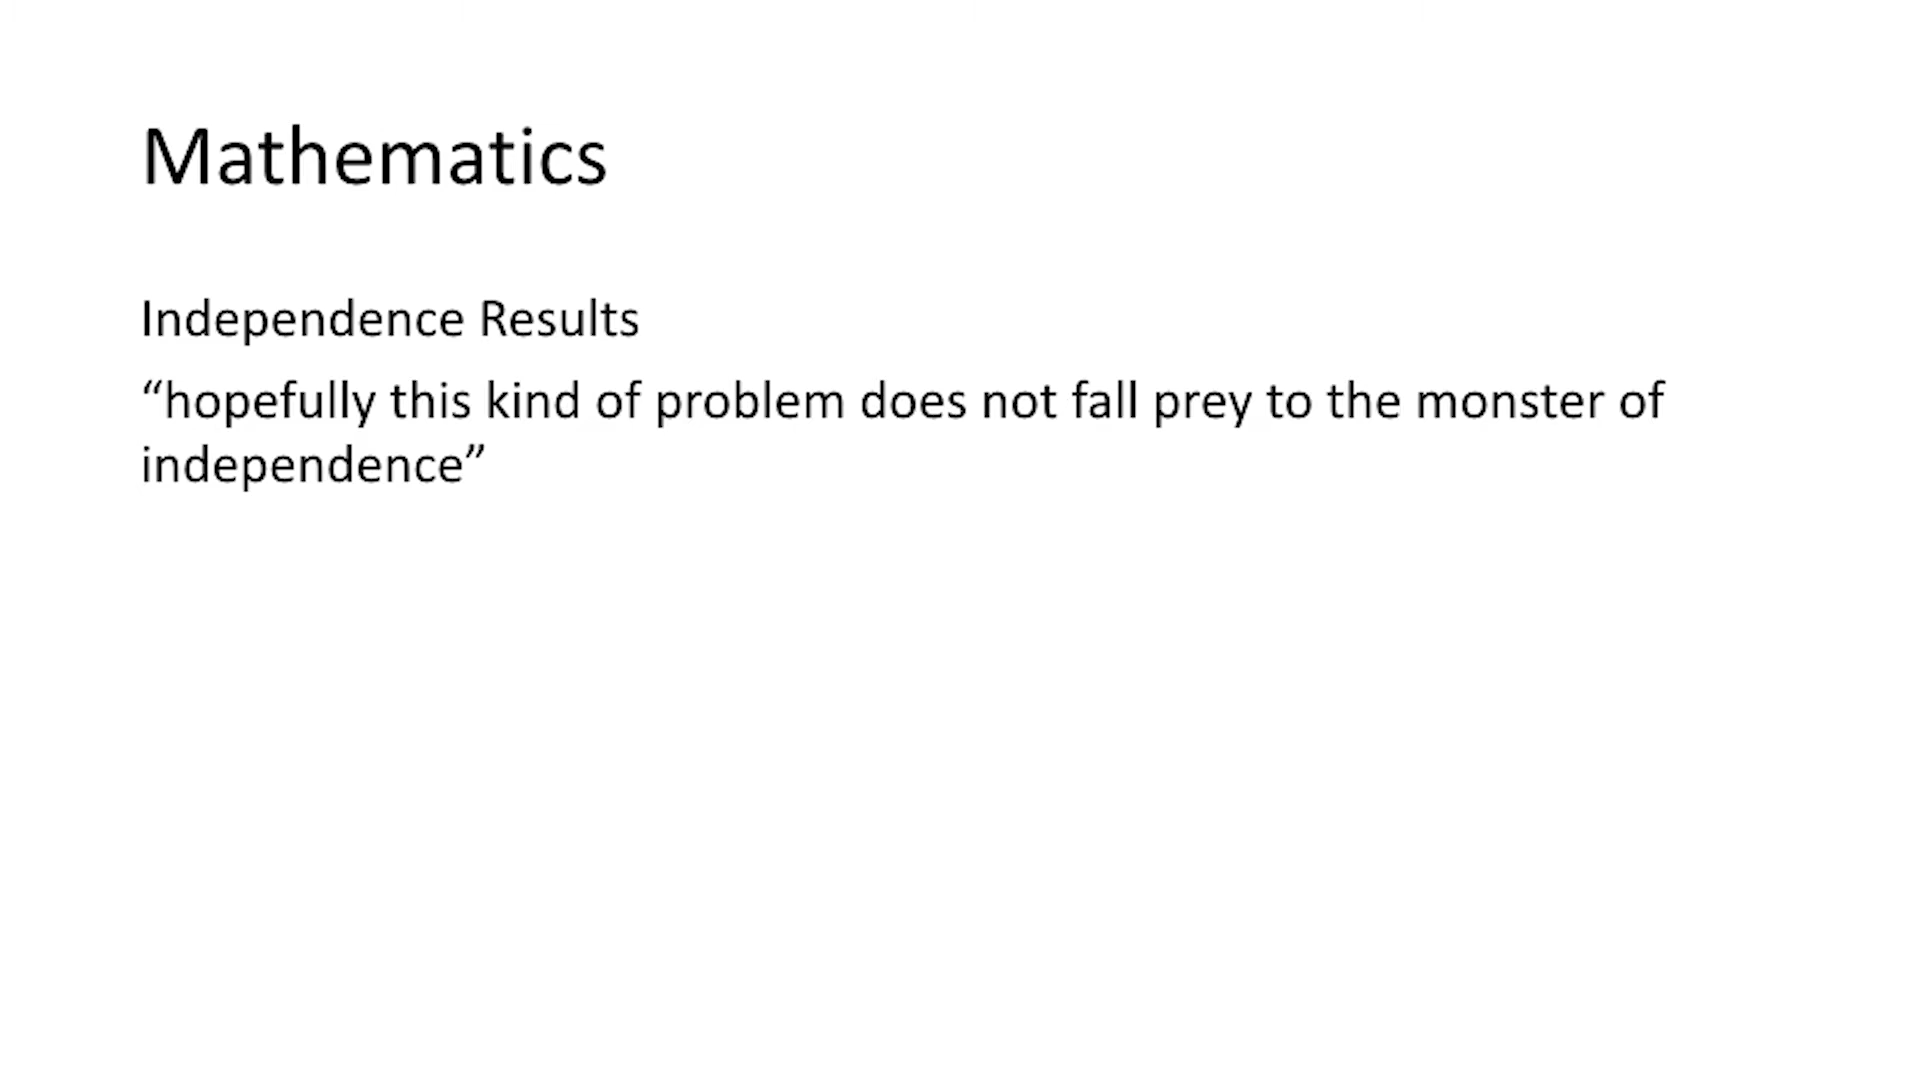 Mathematics
Independence Results
“hopefully this kind of problem does not fall prey to the monster of
independence”